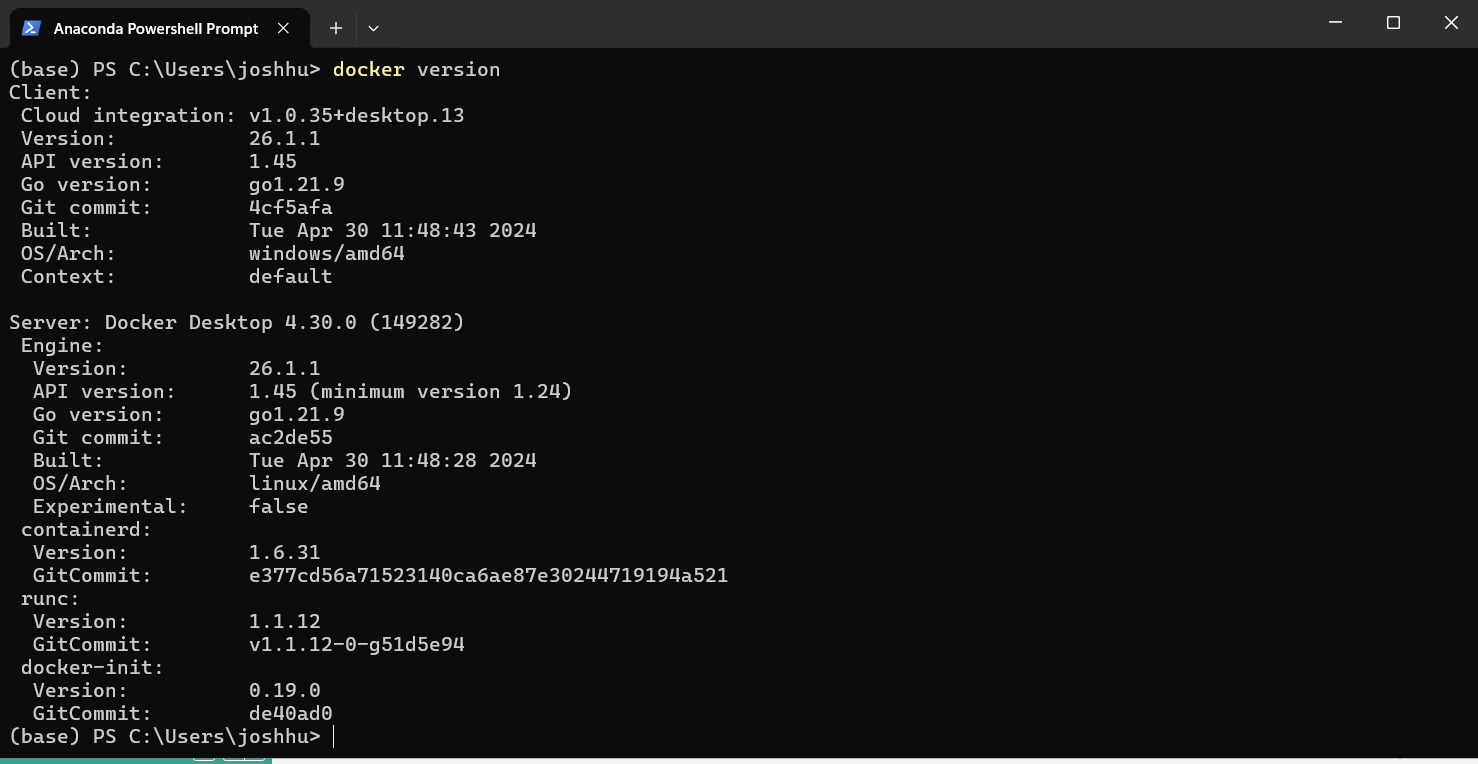 Anaconda Powershell Prompt
(base) PS C:\Users\joshhu> docker version
Client:
 Cloud integration: v1.0.35+desktop.13
 Version:           26.1.1
 API version:       1.45
 Go version:        go1.21.9
 Git commit:        4cf5afa
 Built:             Tue Apr 30 11:48:43 2024
 OS/Arch:           windows/amd64
 Context:           default

Server: Docker Desktop 4.30.0 (149282)
 Engine:
  Version:          26.1.1
  API version:      1.45 (minimum version 1.24)
  Go version:       go1.21.9
  Git commit:       ac2de55
  Built:            Tue Apr 30 11:48:28 2024
  OS/Arch:          linux/amd64
  Experimental:     false
 containerd:
  Version:          1.6.31
  GitCommit:        e377cd56a71523140ca6ae87e30244719194a521
 runc:
  Version:          1.1.12
  GitCommit:        v1.1.12-0-g51d5e94
 docker-init:
  Version:          0.19.0
  GitCommit:        de40ad0
(base) PS C:\Users\joshhu>